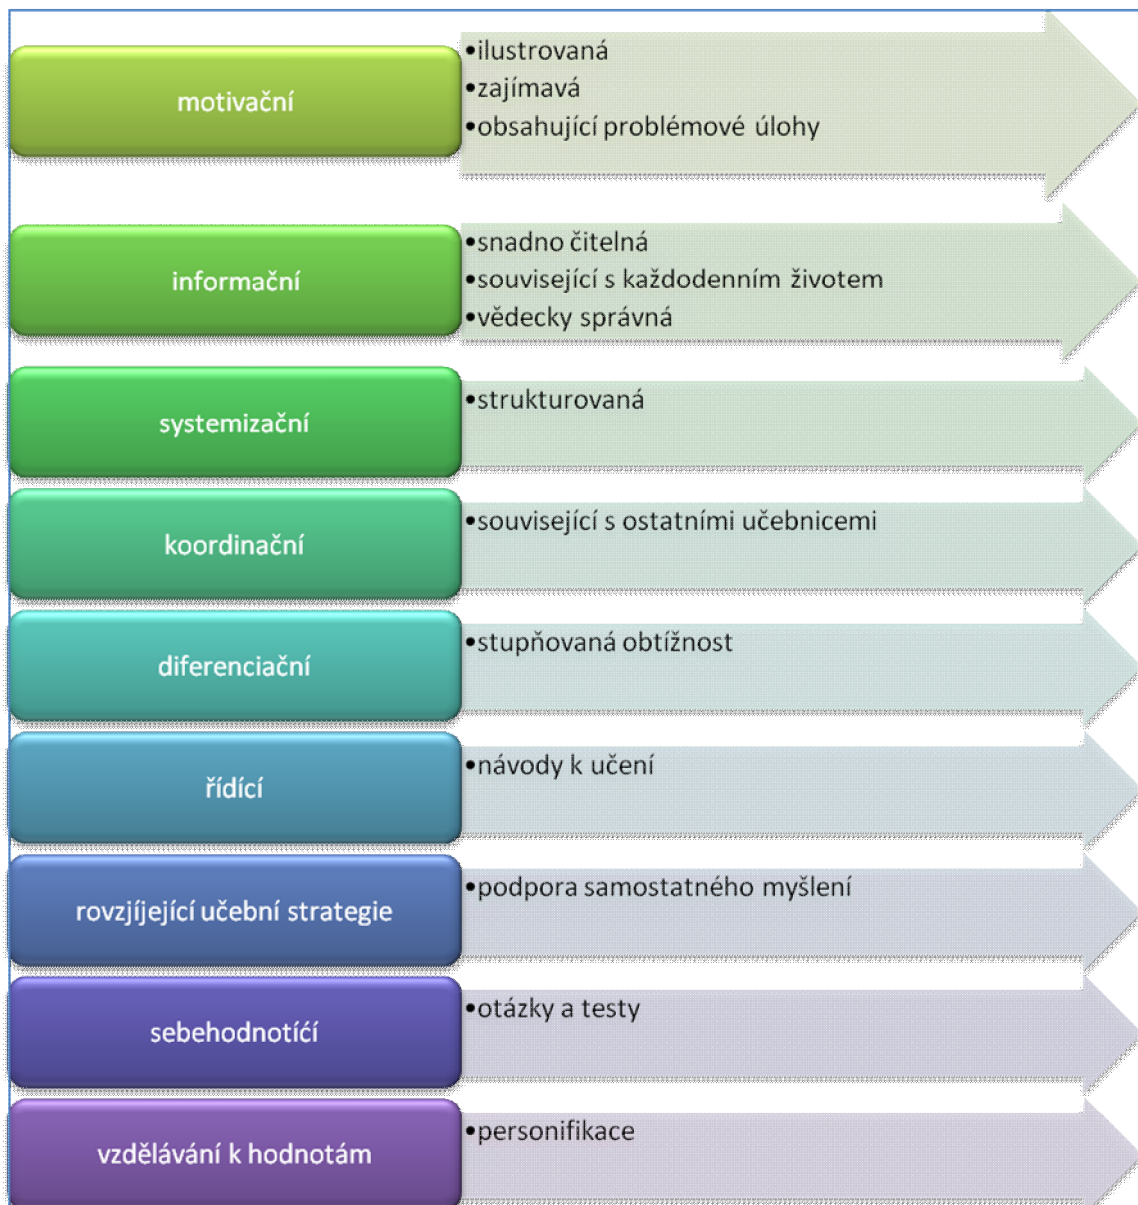 motivační
•ilustrovaná
•zajímavá
•obsahující problémové úlohy
informační
•snadno čitelná
•související s každodenním životem
•vědecky správná
systemizační
•strukturovaná
koordinační
•související s ostatními učebnicemi
diferenciační
•stupňovaná obtížnost
řídící
•návody k učení
rovzjíjející učební strategie
•podpora samostatného myšlení
sebehodnotíćí
•otázky a testy
vzdělávání k hodnotám
•personifikace